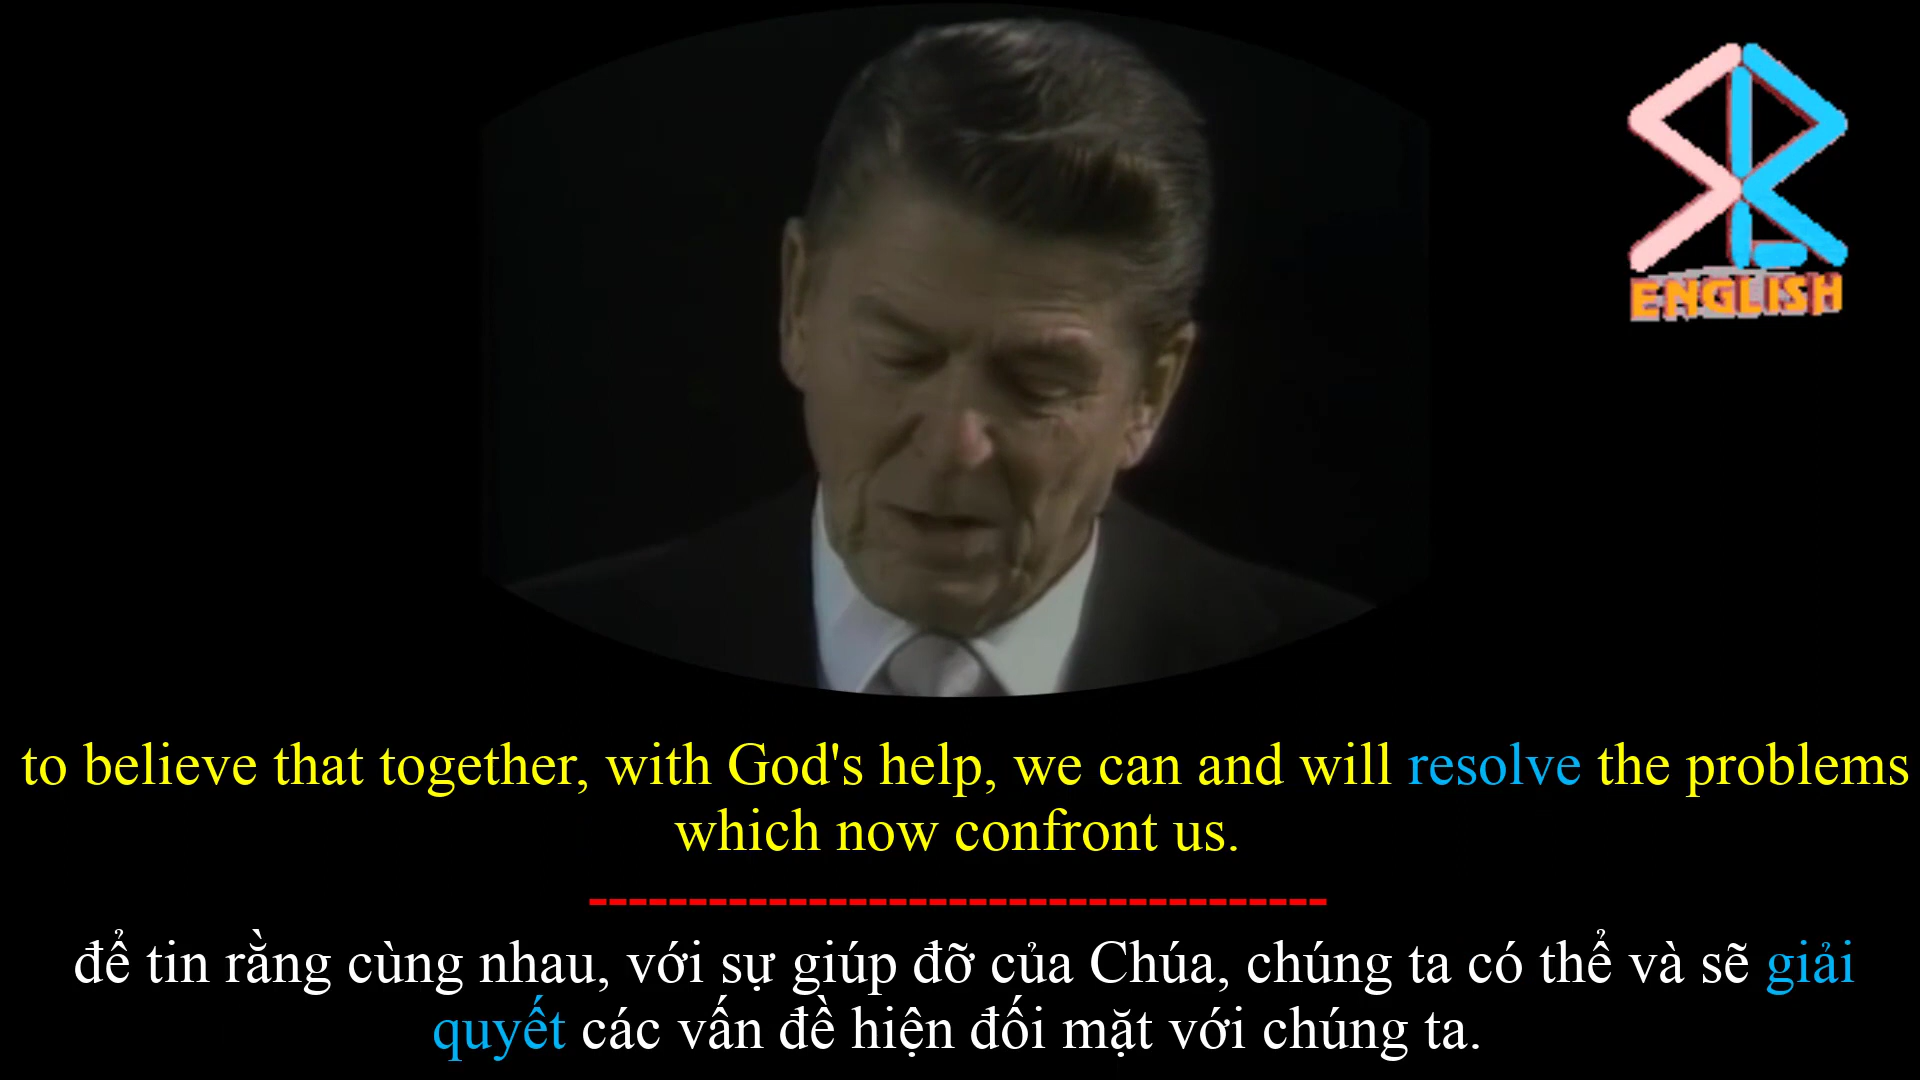 ENGLISH
to believe that together, with God's help, we can and will resolve the problems
which now confront us.
------------------------------------
để tin rằng cùng nhau, với sự giúp đỡ của Chúa, chúng ta có thể và sẽ giải
quyết các vấn đề hiện đối mặt với chúng ta.